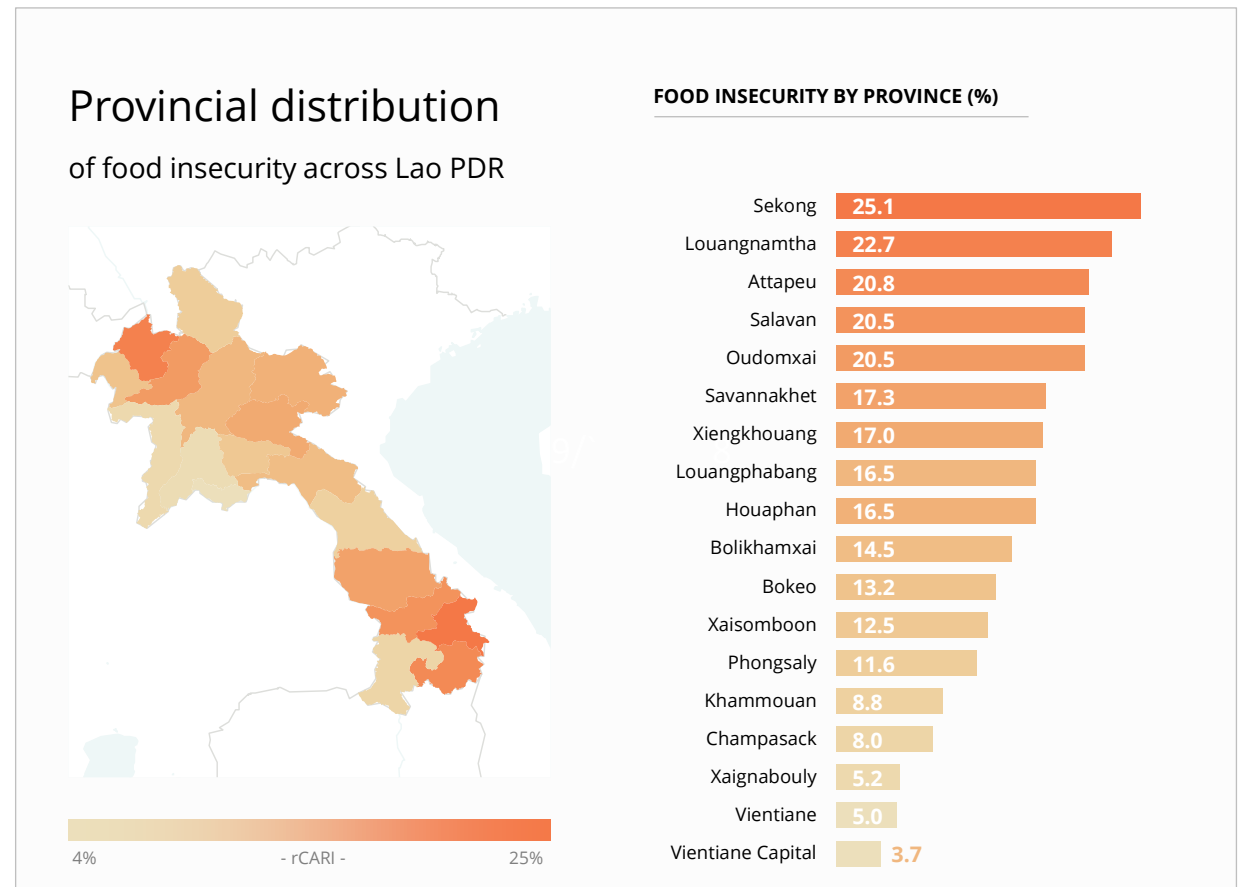 Provincial distribution
of food insecurity across Lao PDR
4%
- rCARI -
25%
FOOD INSECURITY BY PROVINCE (%)
Sekong 25.1
Louangnamtha 22.7
Attapeu 20.8
Salavan 20.5
Oudomxai 20.5
Savannakhet 17.3
Xiengkhouang 17.0
Louangphabang 16.5
Houaphan 16.5
Bolikhamxai 14.5
Bokeo 13.2
Xaisomboon 12.5
Phongsaly 11.6
Khammouan 8.8
Champasack 8.0
Xaignabouly 5.2
Vientiane 5.0
Vientiane Capital 3.7